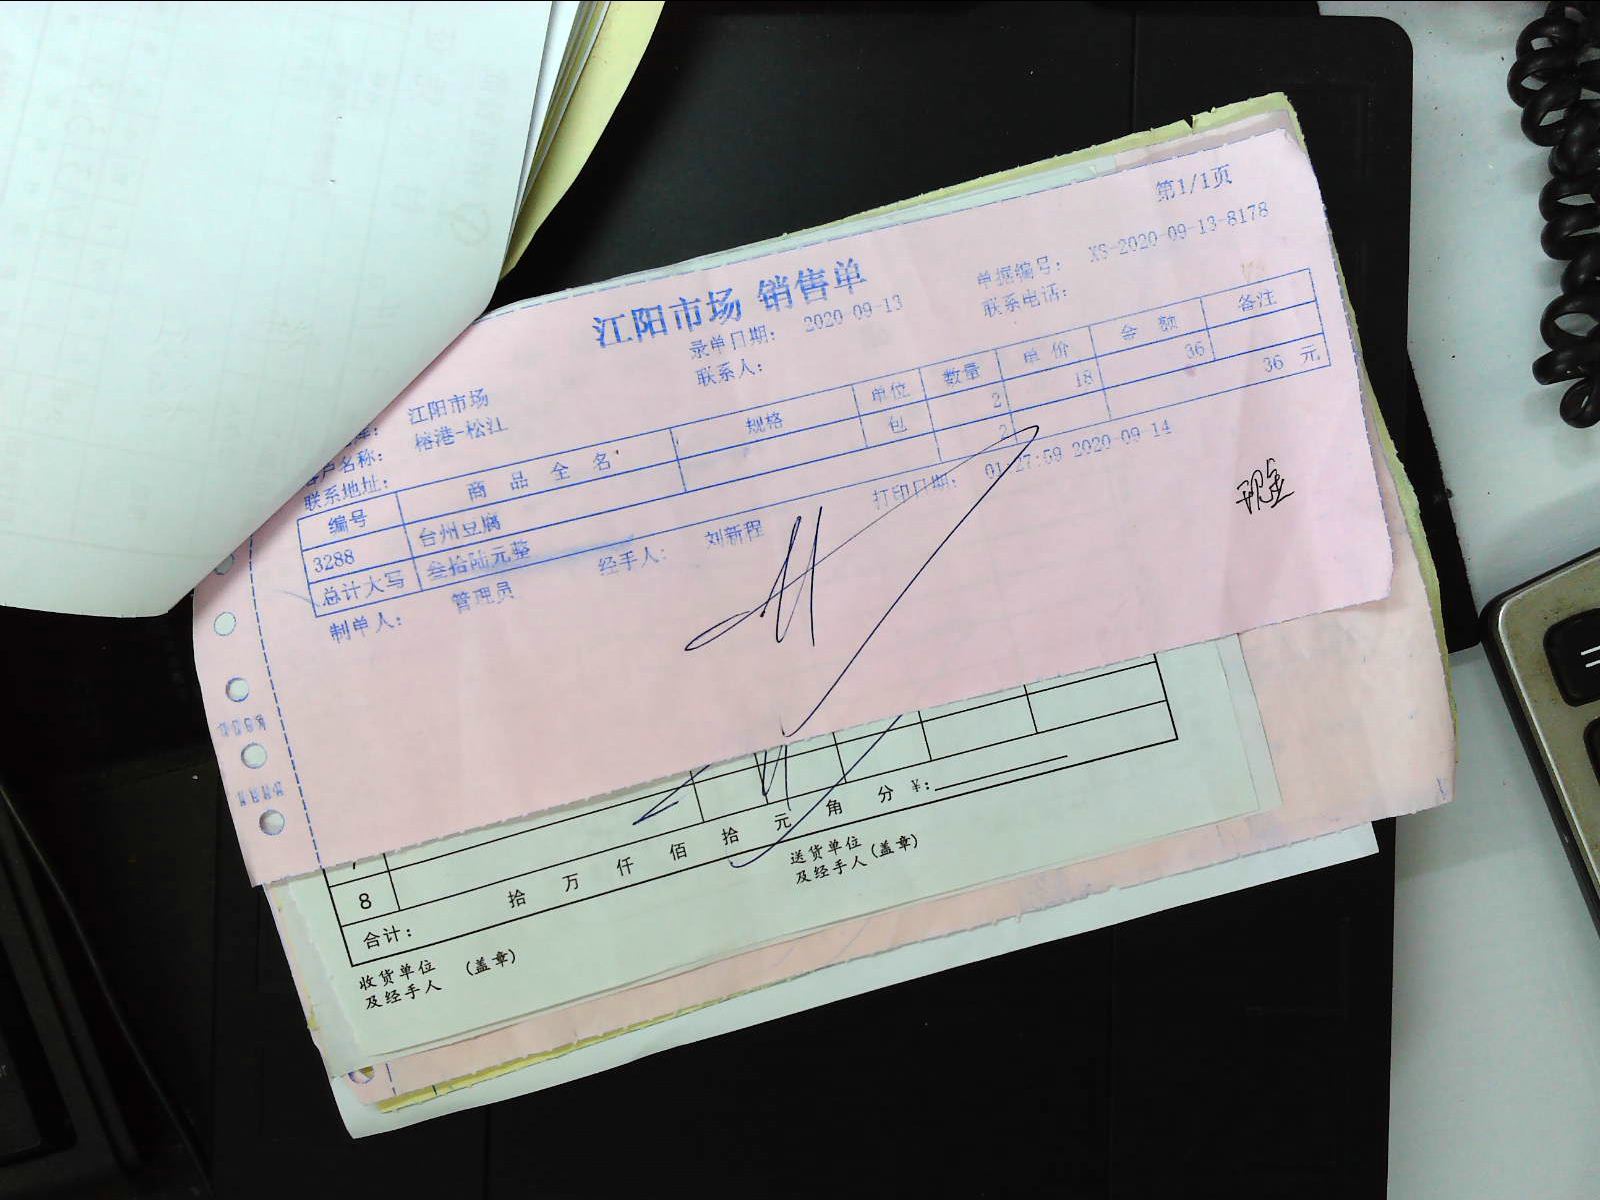 第1/1页
江阳市场 销售单
单据编号： XS-2020-09-13-8178
录单日期： 2020-09-13
联系电话：
联系人：
江阳市场
户名称： 榕港-松江
联系地址：
编号 商品全名 规格 单位 数量 单价 金额 备注
3288 台州豆腐 包 2 18 36
总计大写 叁拾陆元整 2 36 元
制单人： 管理员 经手人： 刘新程 打印日期： 01:27:59 2020-09-14
现金
8
合计： 拾 万 仟 佰 拾 元 角 分 ¥：
收货单位
及经手人 （盖章）
送货单位
及经手人（盖章）